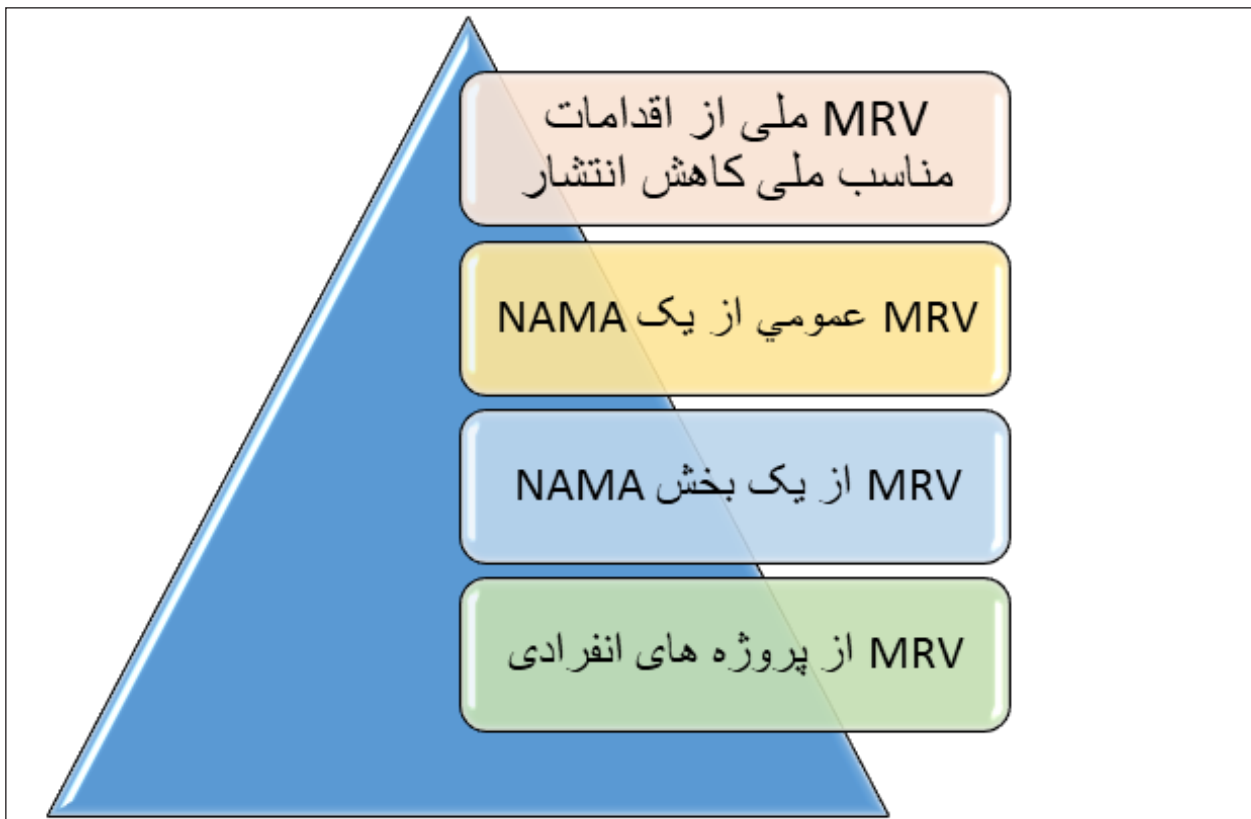 MRV ملی از اقدامات
مناسب ملی کاهش انتشار
MRV عمومي از یک NAMA
MRV از یک بخش NAMA
MRV از پروژه های انفرادی